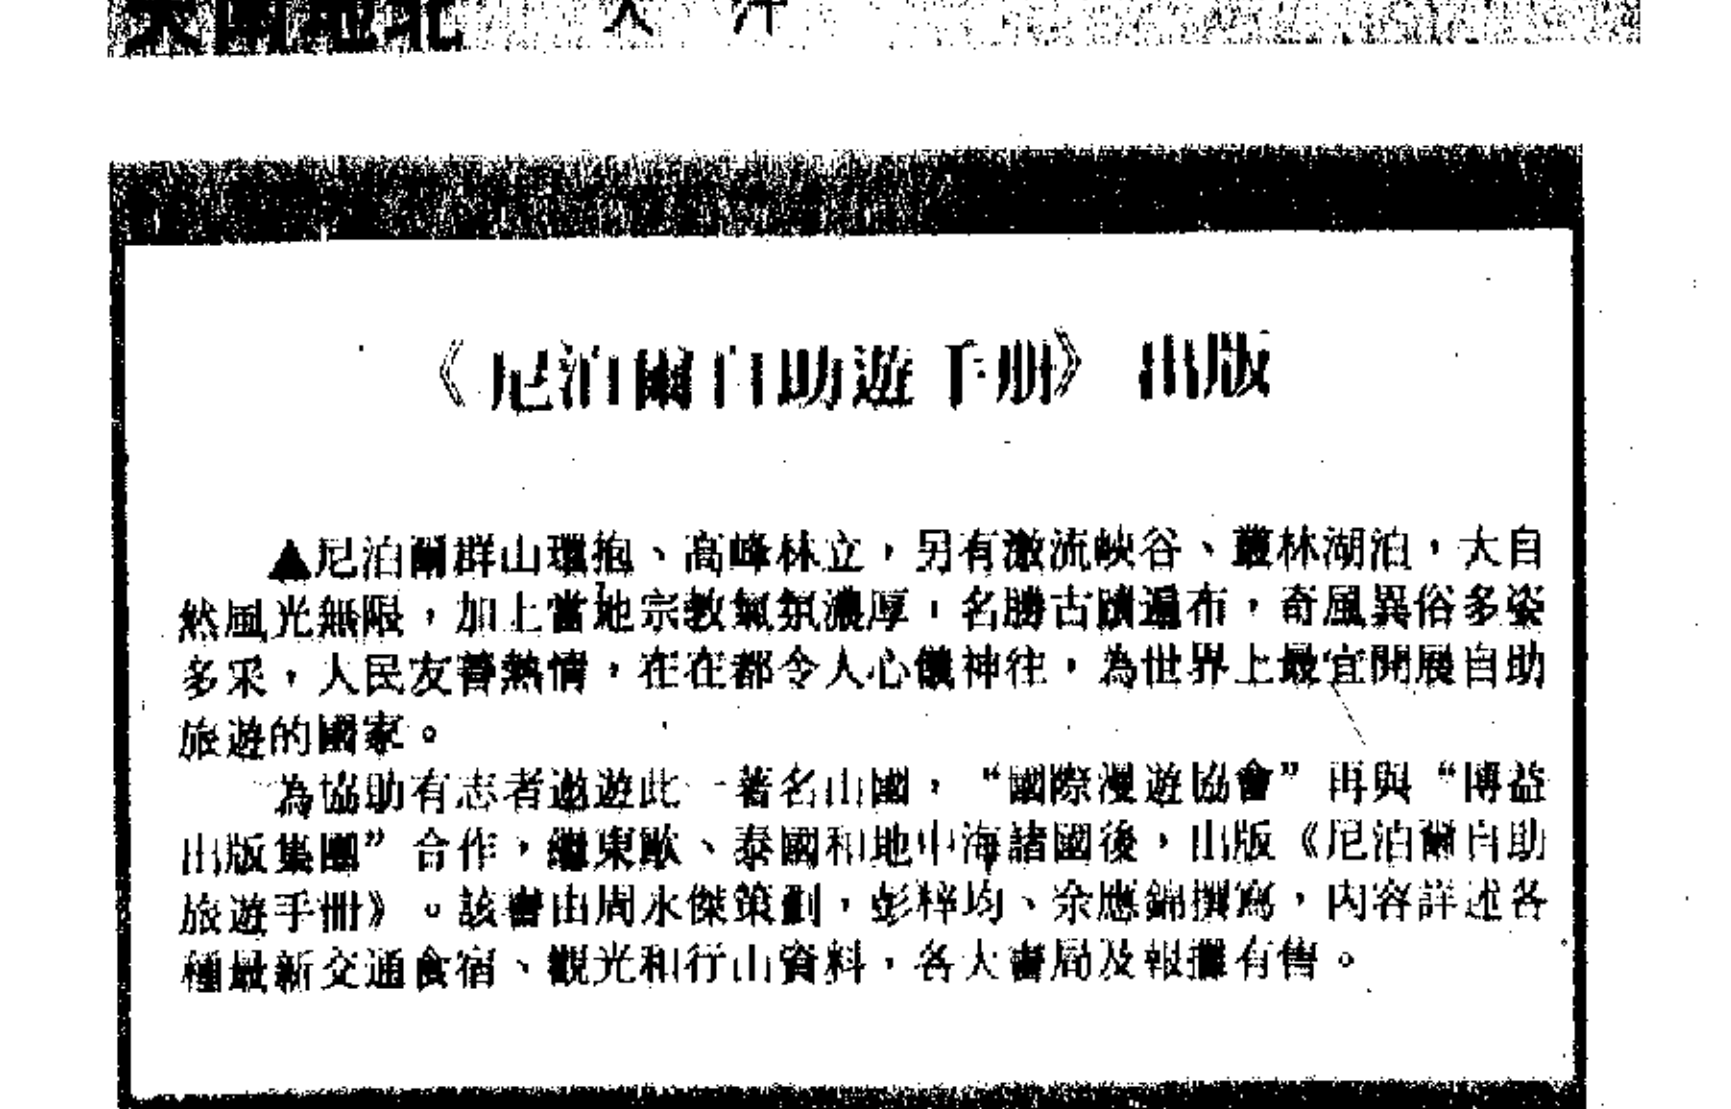 《尼泊爾自助遊手册》出版
▲尼泊爾群山環抱、高峰林立，另有激流峽谷、叢林湖泊，大自
然風光無限，加上當地宗教氣氛濃厚，名勝古蹟遍布，奇風異俗多姿
多采，人民友善熱情，在在都令人心儀神往，為世界上最宜開展自助
旅遊的國家。
為協助有志者遨遊此一著名山國，“國際漫遊協會”再與“博益
出版集團”合作，繼東歐、泰國和地中海諸國後，出版《尼泊爾自助
旅遊手冊》。該書由周永傑策劃，彭梓均、余應錦撰寫，內容詳述各
種最新交通食宿、觀光和行山資料，各大書局及報攤有售。